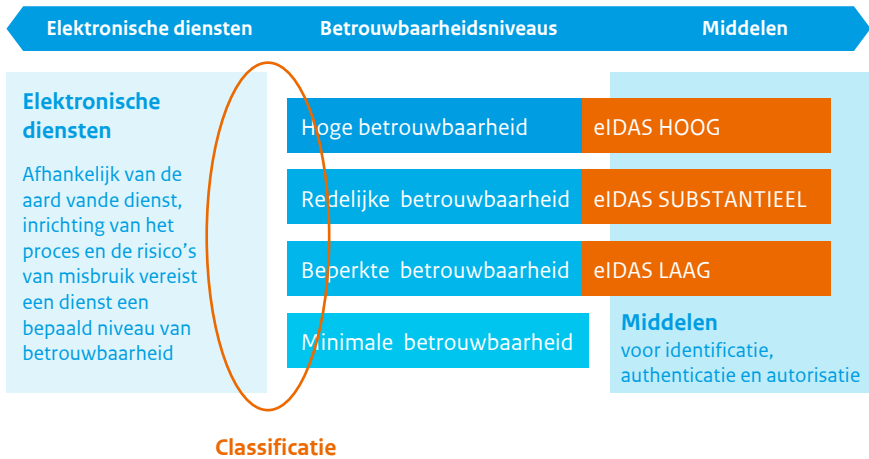 Elektronische diensten
Betrouwbaarheidsniveaus
Middelen
Elektronische
diensten
Afhankelijk van de
aard vande dienst,
inrichting van het
proces en de risico's
van misbruik vereist
een dienst een
bepaald niveau van
betrouwbaarheid
Hoge betrouwbaarheid
eIDAS HOOG
Redelijke betrouwbaarheid
eIDAS SUBSTANTIEEL
Beperkte betrouwbaarheid
eIDAS LAAG
Minimale betrouwbaarheid
Middelen
voor identificatie,
authenticatie en autorisatie
Classificatie